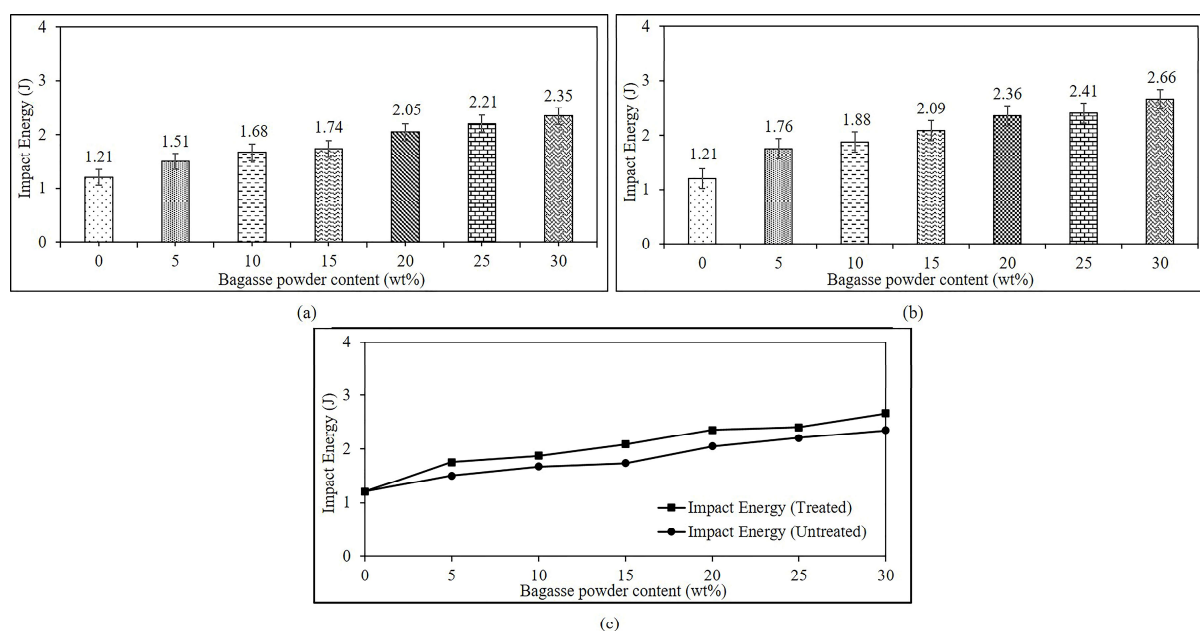 4
3
2
1
0
Impact Energy (J)
1.21
1.51
1.68
1.74
2.05
2.21
2.35
0 5 10 15 20 25 30
Bagasse powder content (wt%)
(a)
4
3
2
1
0
Impact Energy (J)
1.21
1.76
1.88
2.09
2.36
2.41
2.66
0 5 10 15 20 25 30
Bagasse powder content (wt%)
(b)
4
3
2
1
0
Impact Energy (J)
Impact Energy (Treated)
Impact Energy (Untreated)
0 5 10 15 20 25 30
Bagasse powder content (wt%)
(c)